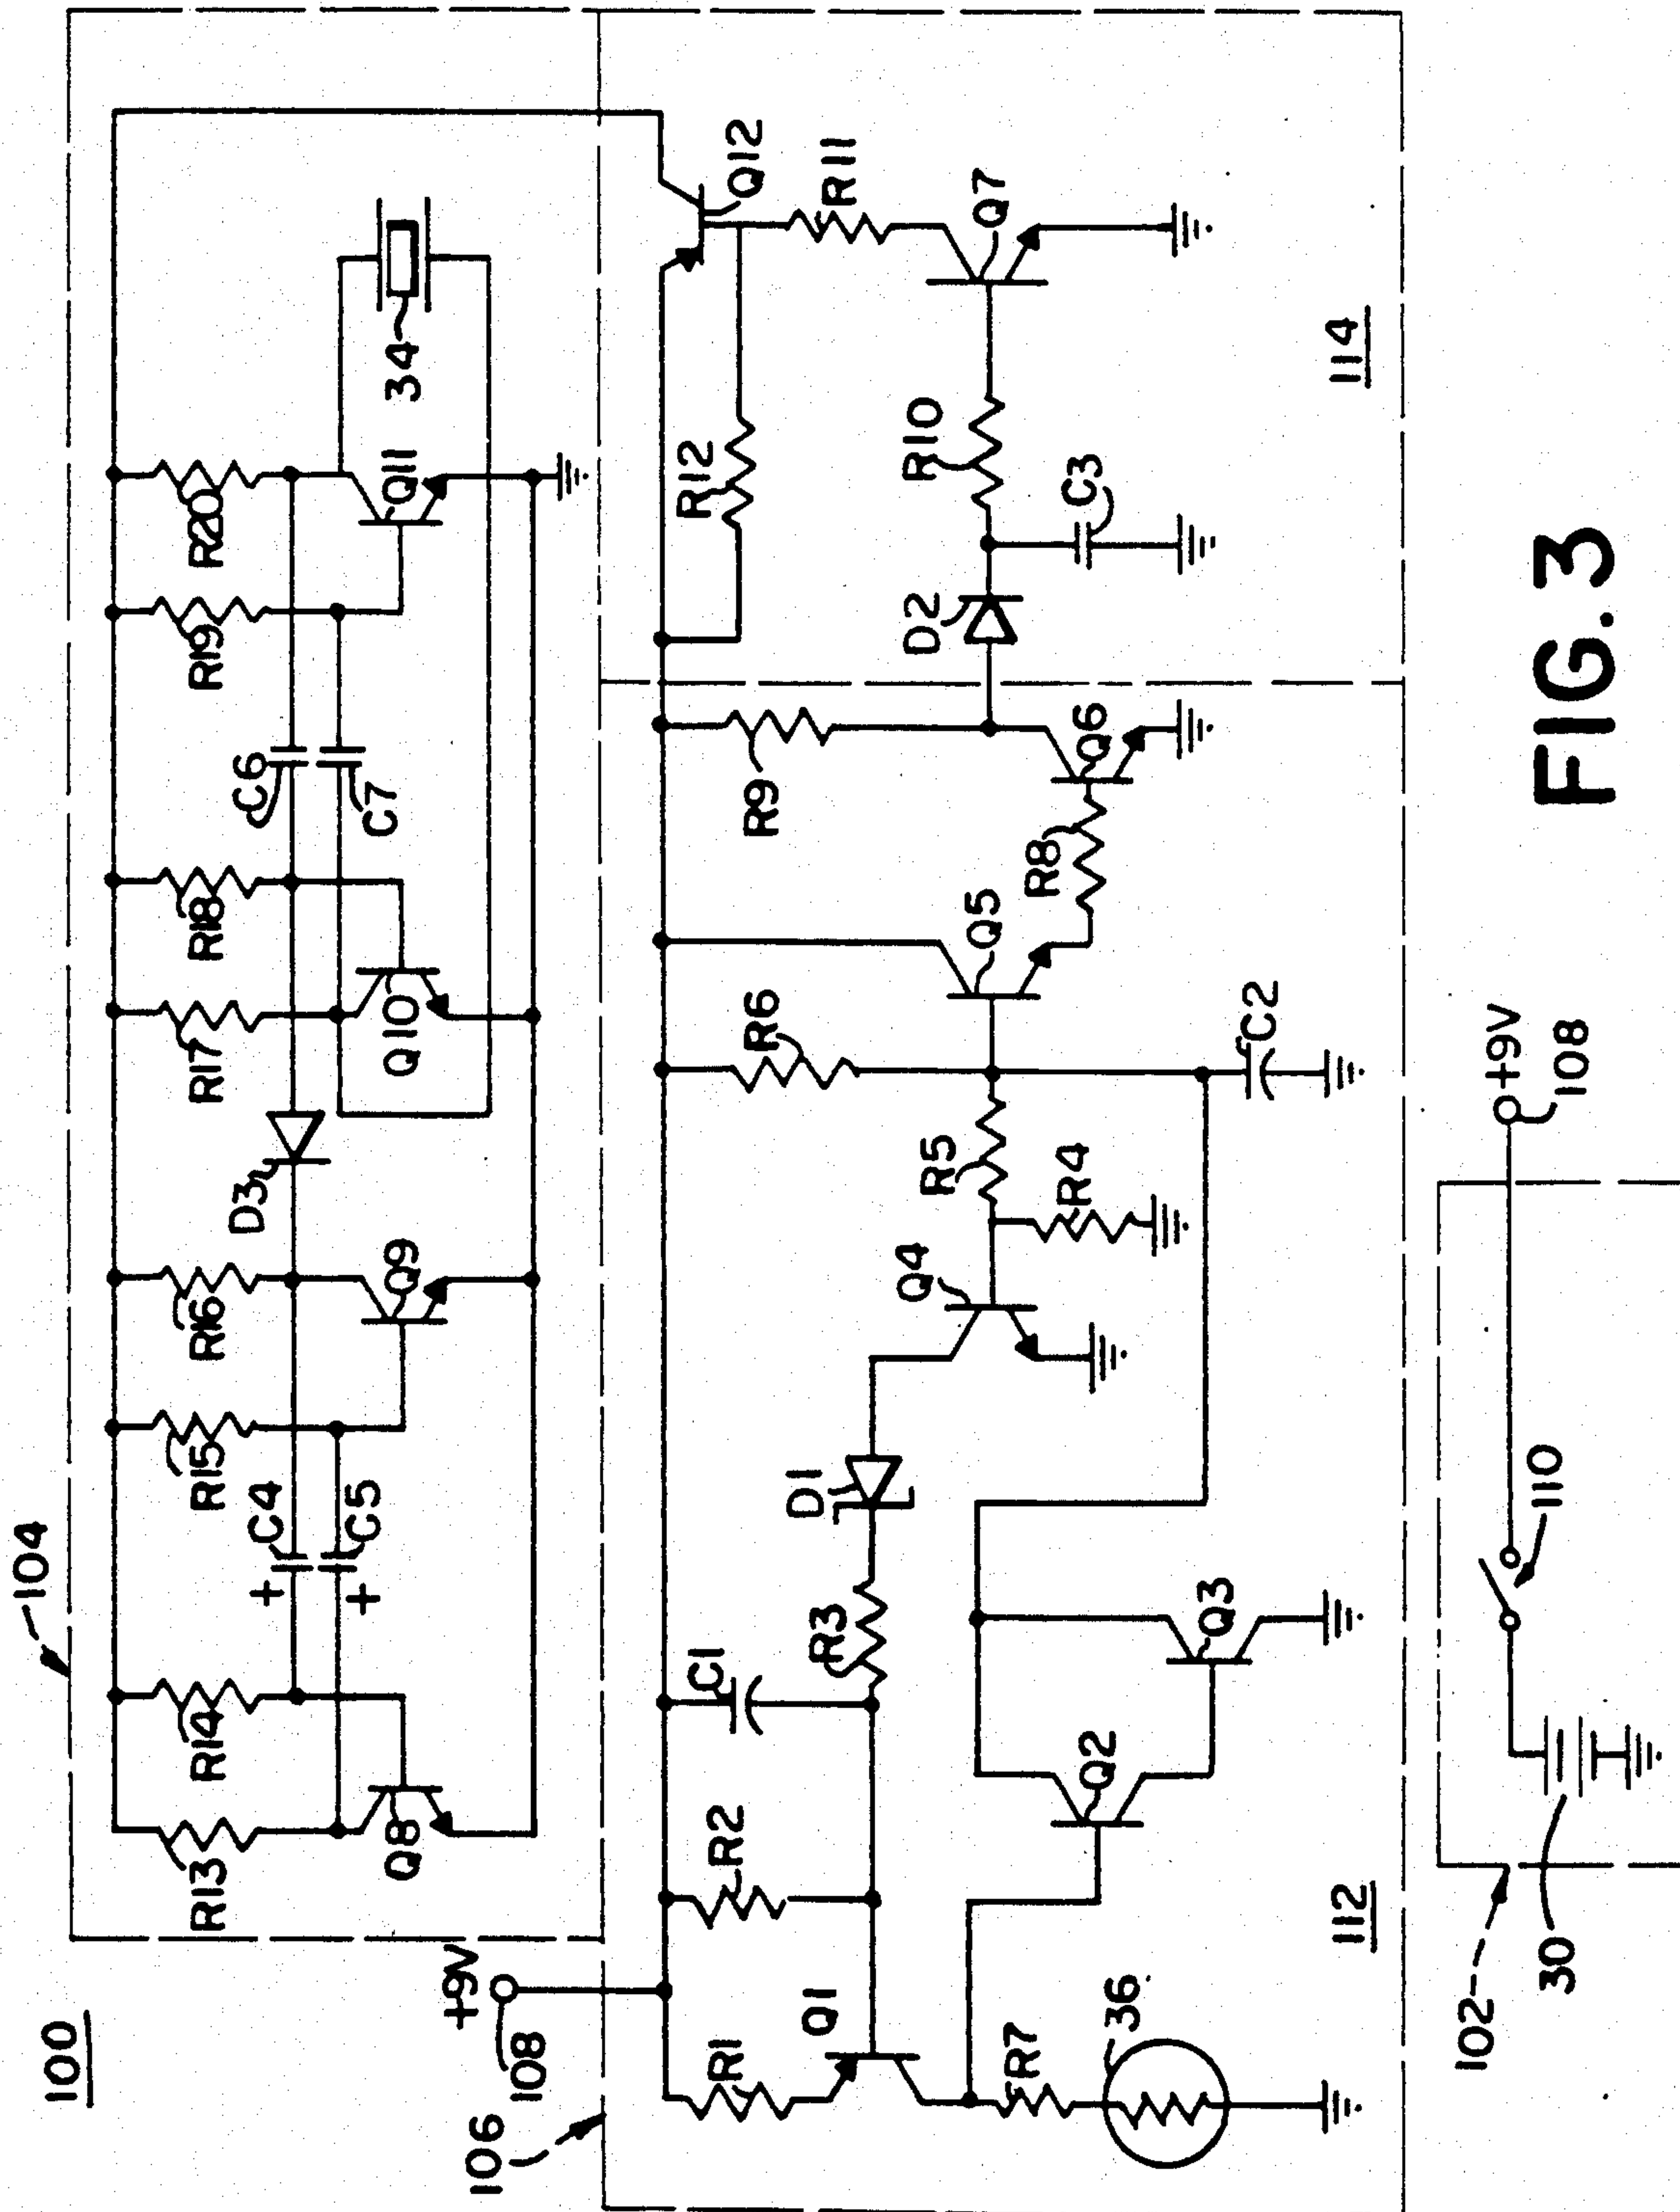 100
104
R13
R14
R15
R16
R17
R18
R19
R20
C4
+
C5
+
D3
C6
C7
Q8
Q9
Q10
Q11
34
+9V
108
106
R1
R2
C1
R3
D1
Q1
Q4
R5
R4
R6
Q5
R8
R9
Q6
D2
R12
R10
C3
Q12
R11
Q7
R7
36
Q2
Q3
C2
112
114
102
30
110
+9V
108
FIG. 3